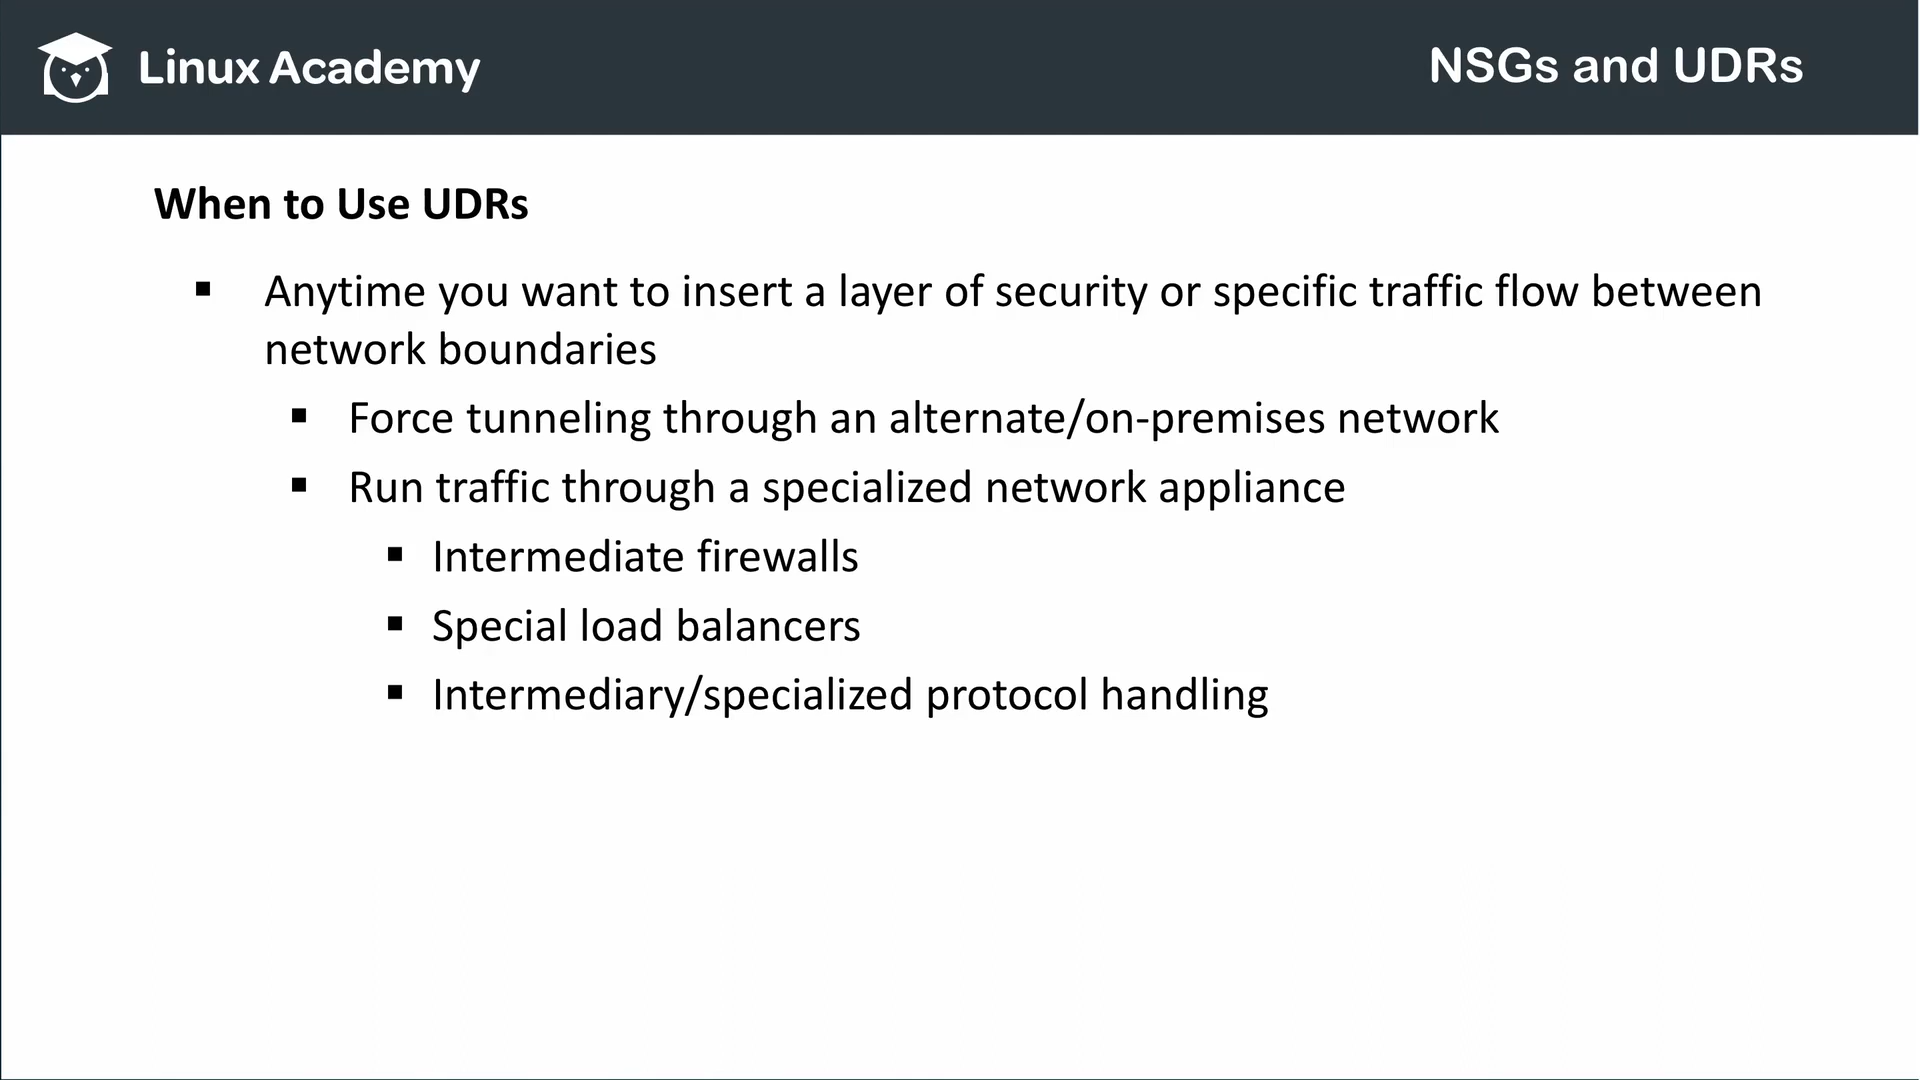 Linux Academy
NSGs and UDRs
When to Use UDRs
▪ Anytime you want to insert a layer of security or specific traffic flow between
network boundaries
▪ Force tunneling through an alternate/on-premises network
▪ Run traffic through a specialized network appliance
▪ Intermediate firewalls
▪ Special load balancers
▪ Intermediary/specialized protocol handling